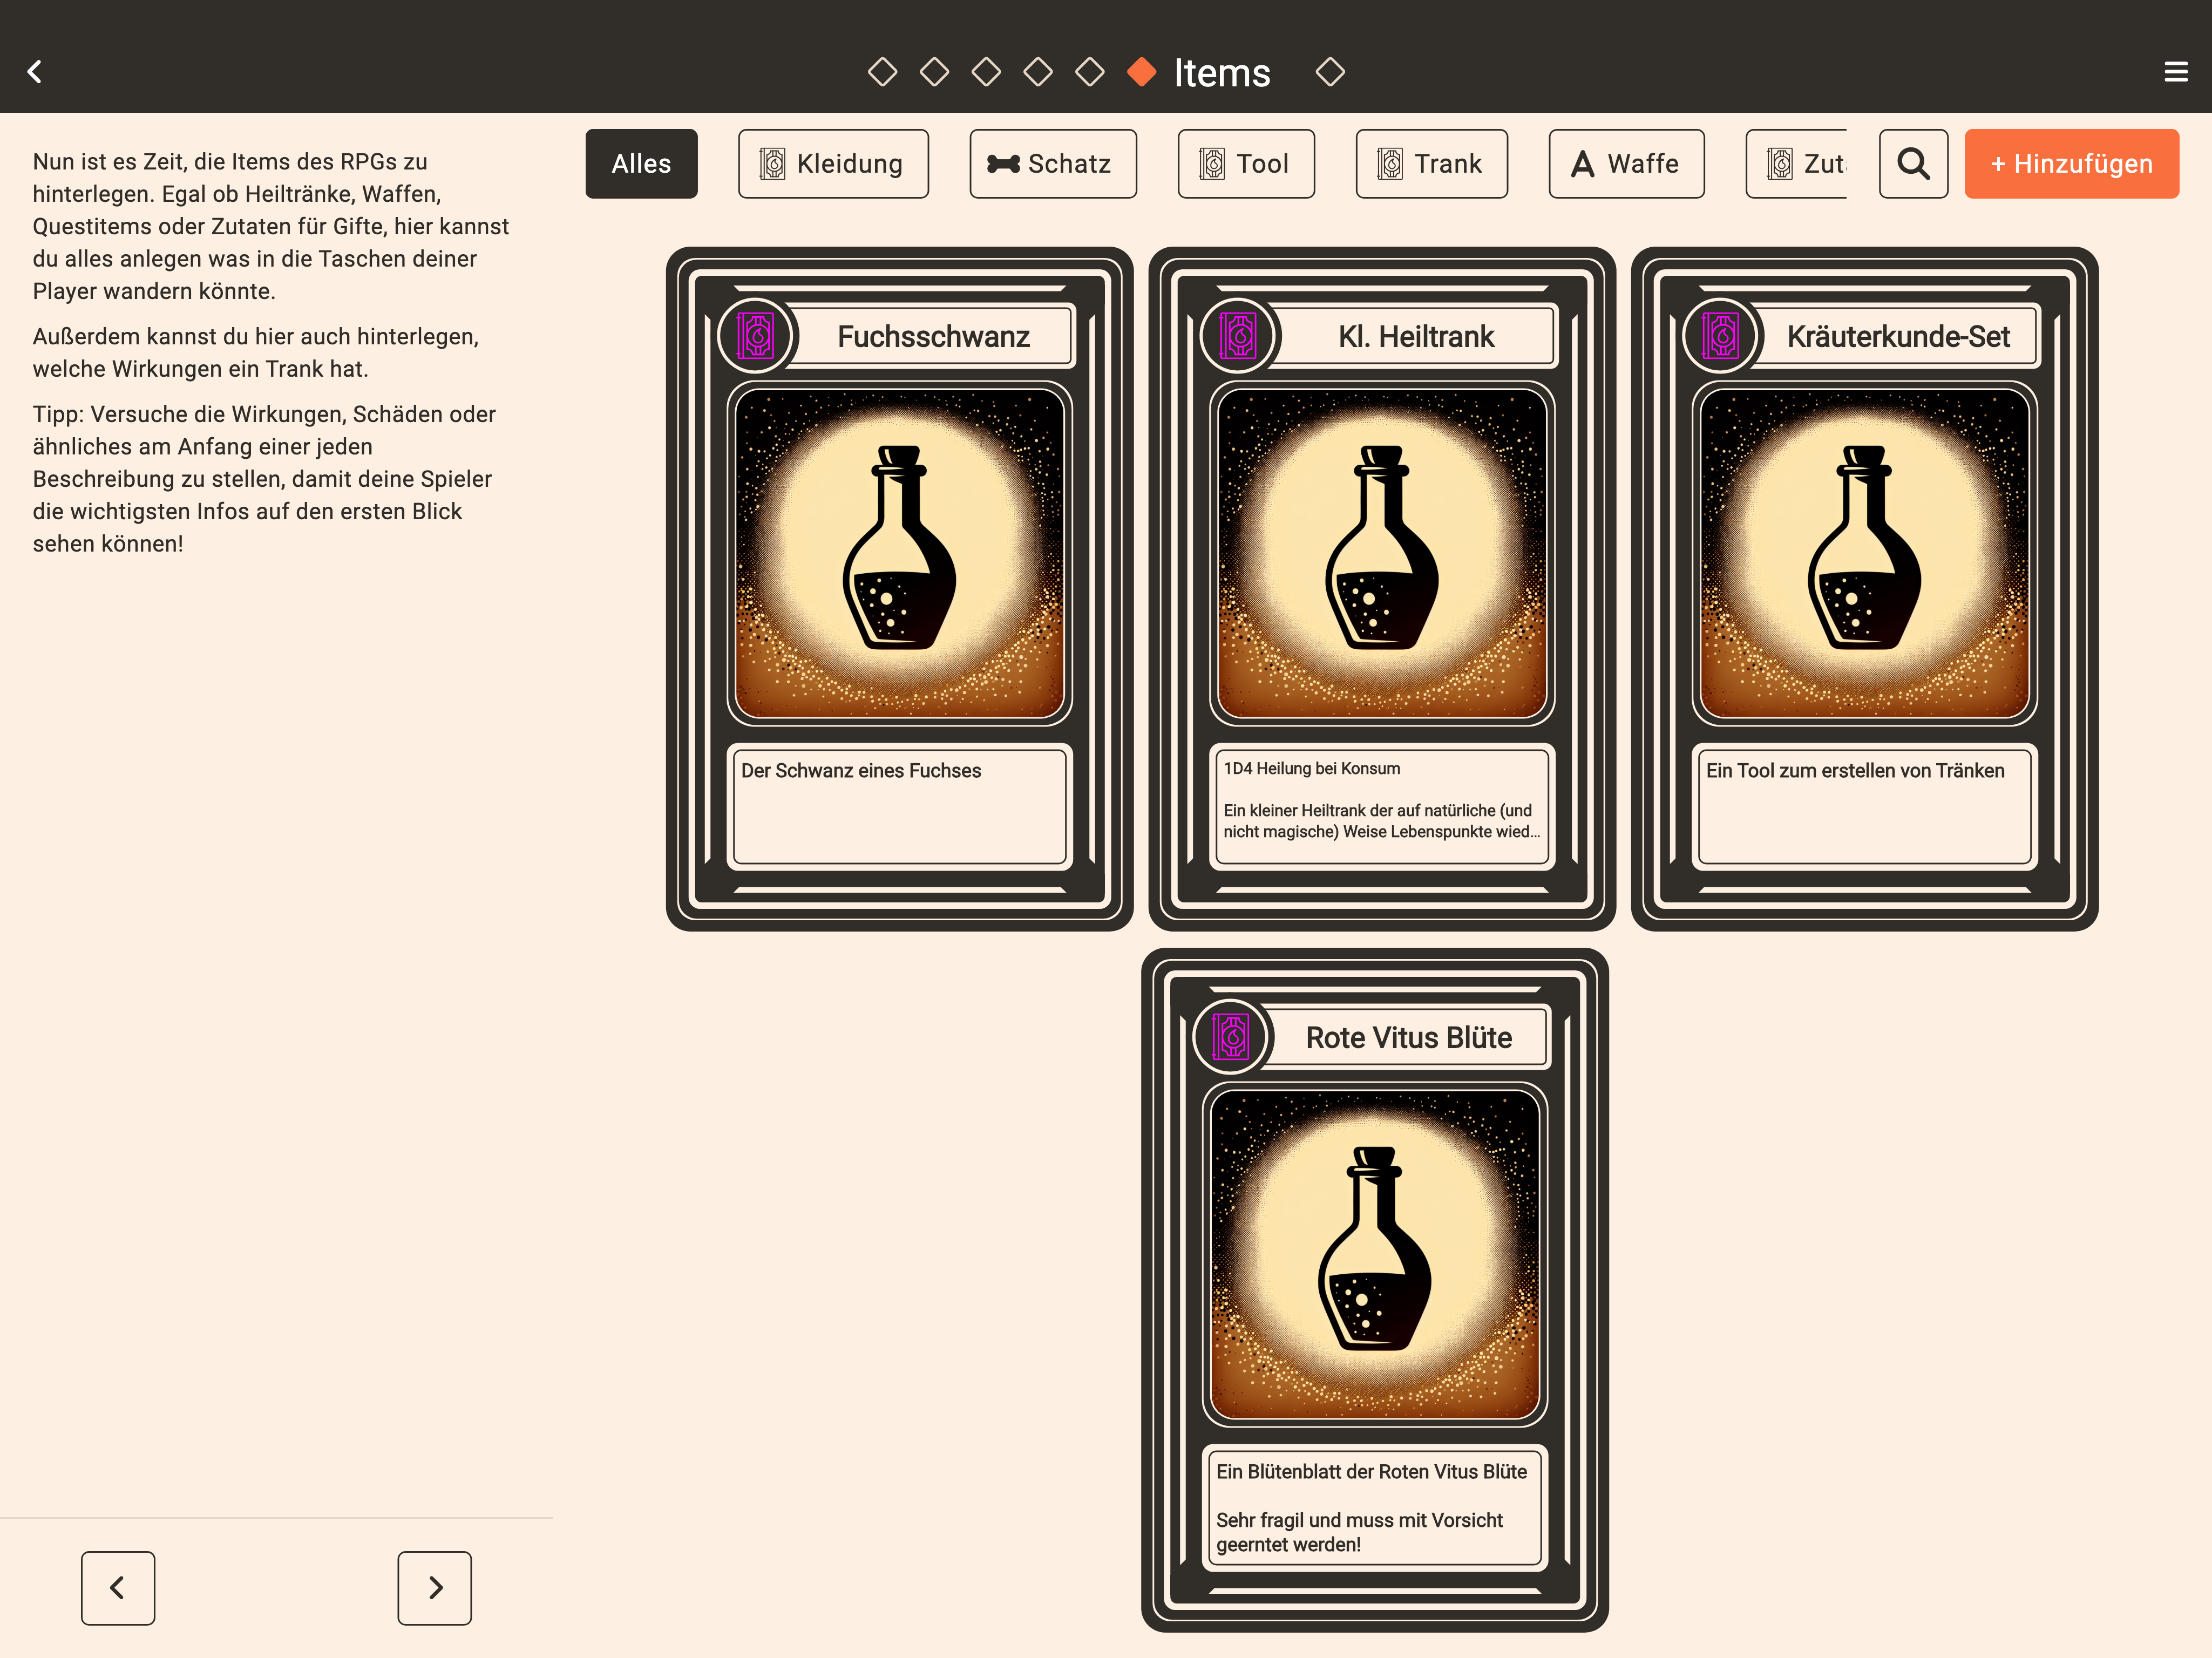 Items
Nun ist es Zeit, die Items des RPGs zu
hinterlegen. Egal ob Heiltränke, Waffen,
Questitems oder Zutaten für Gifte, hier kannst
du alles anlegen was in die Taschen deiner
Player wandern könnte.
Außerdem kannst du hier auch hinterlegen,
welche Wirkungen ein Trank hat.
Tipp: Versuche die Wirkungen, Schäden oder
ähnliches am Anfang einer jeden
Beschreibung zu stellen, damit deine Spieler
die wichtigsten Infos auf den ersten Blick
sehen können!
Alles
Kleidung
Schatz
Tool
Trank
Waffe
Zut
+ Hinzufügen
Fuchsschwanz
Der Schwanz eines Fuchses
Kl. Heiltrank
1D4 Heilung bei Konsum
Ein kleiner Heiltrank der auf natürliche (und
nicht magische) Weise Lebenspunkte wied...
Kräuterkunde-Set
Ein Tool zum erstellen von Tränken
Rote Vitus Blüte
Ein Blütenblatt der Roten Vitus Blüte
Sehr fragil und muss mit Vorsicht
geerntet werden!